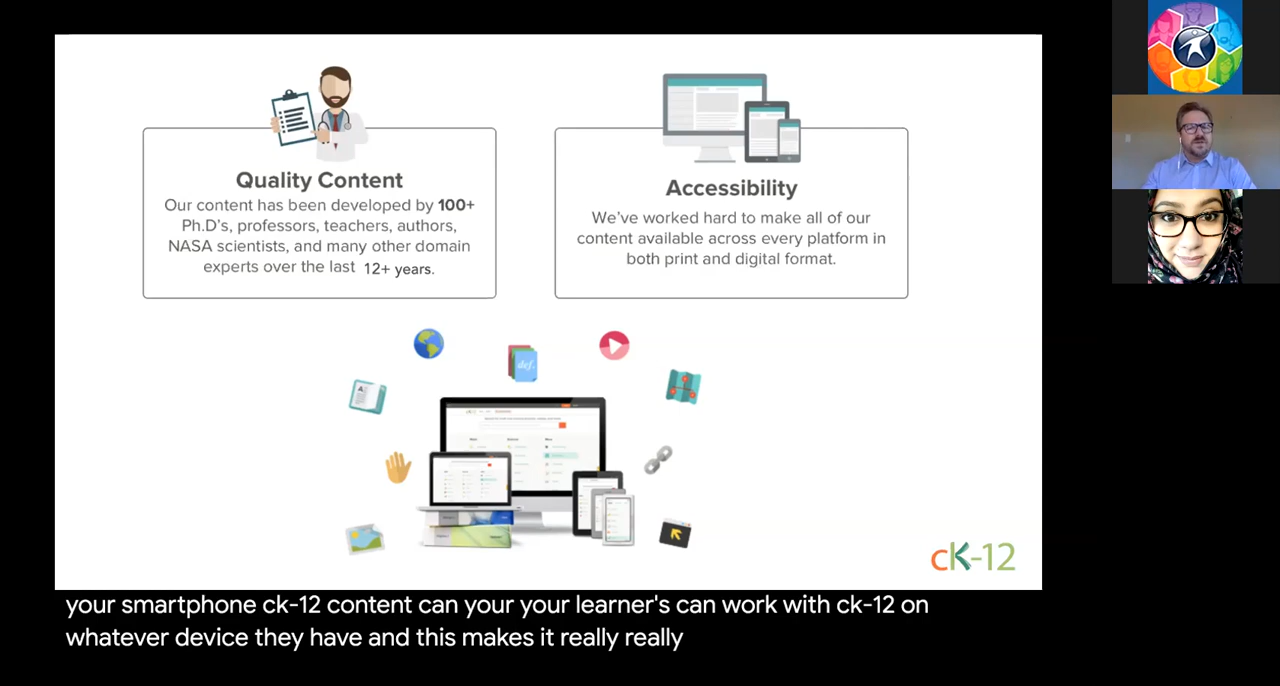 Quality Content
Our content has been developed by 100+
Ph.D's, professors, teachers, authors,
NASA scientists, and many other domain
experts over the last 12+ years.
Accessibility
We've worked hard to make all of our
content available across every platform in
both print and digital format.
def.
A
cK-12
your smartphone ck-12 content can your your learner's can work with ck-12 on
whatever device they have and this makes it really really